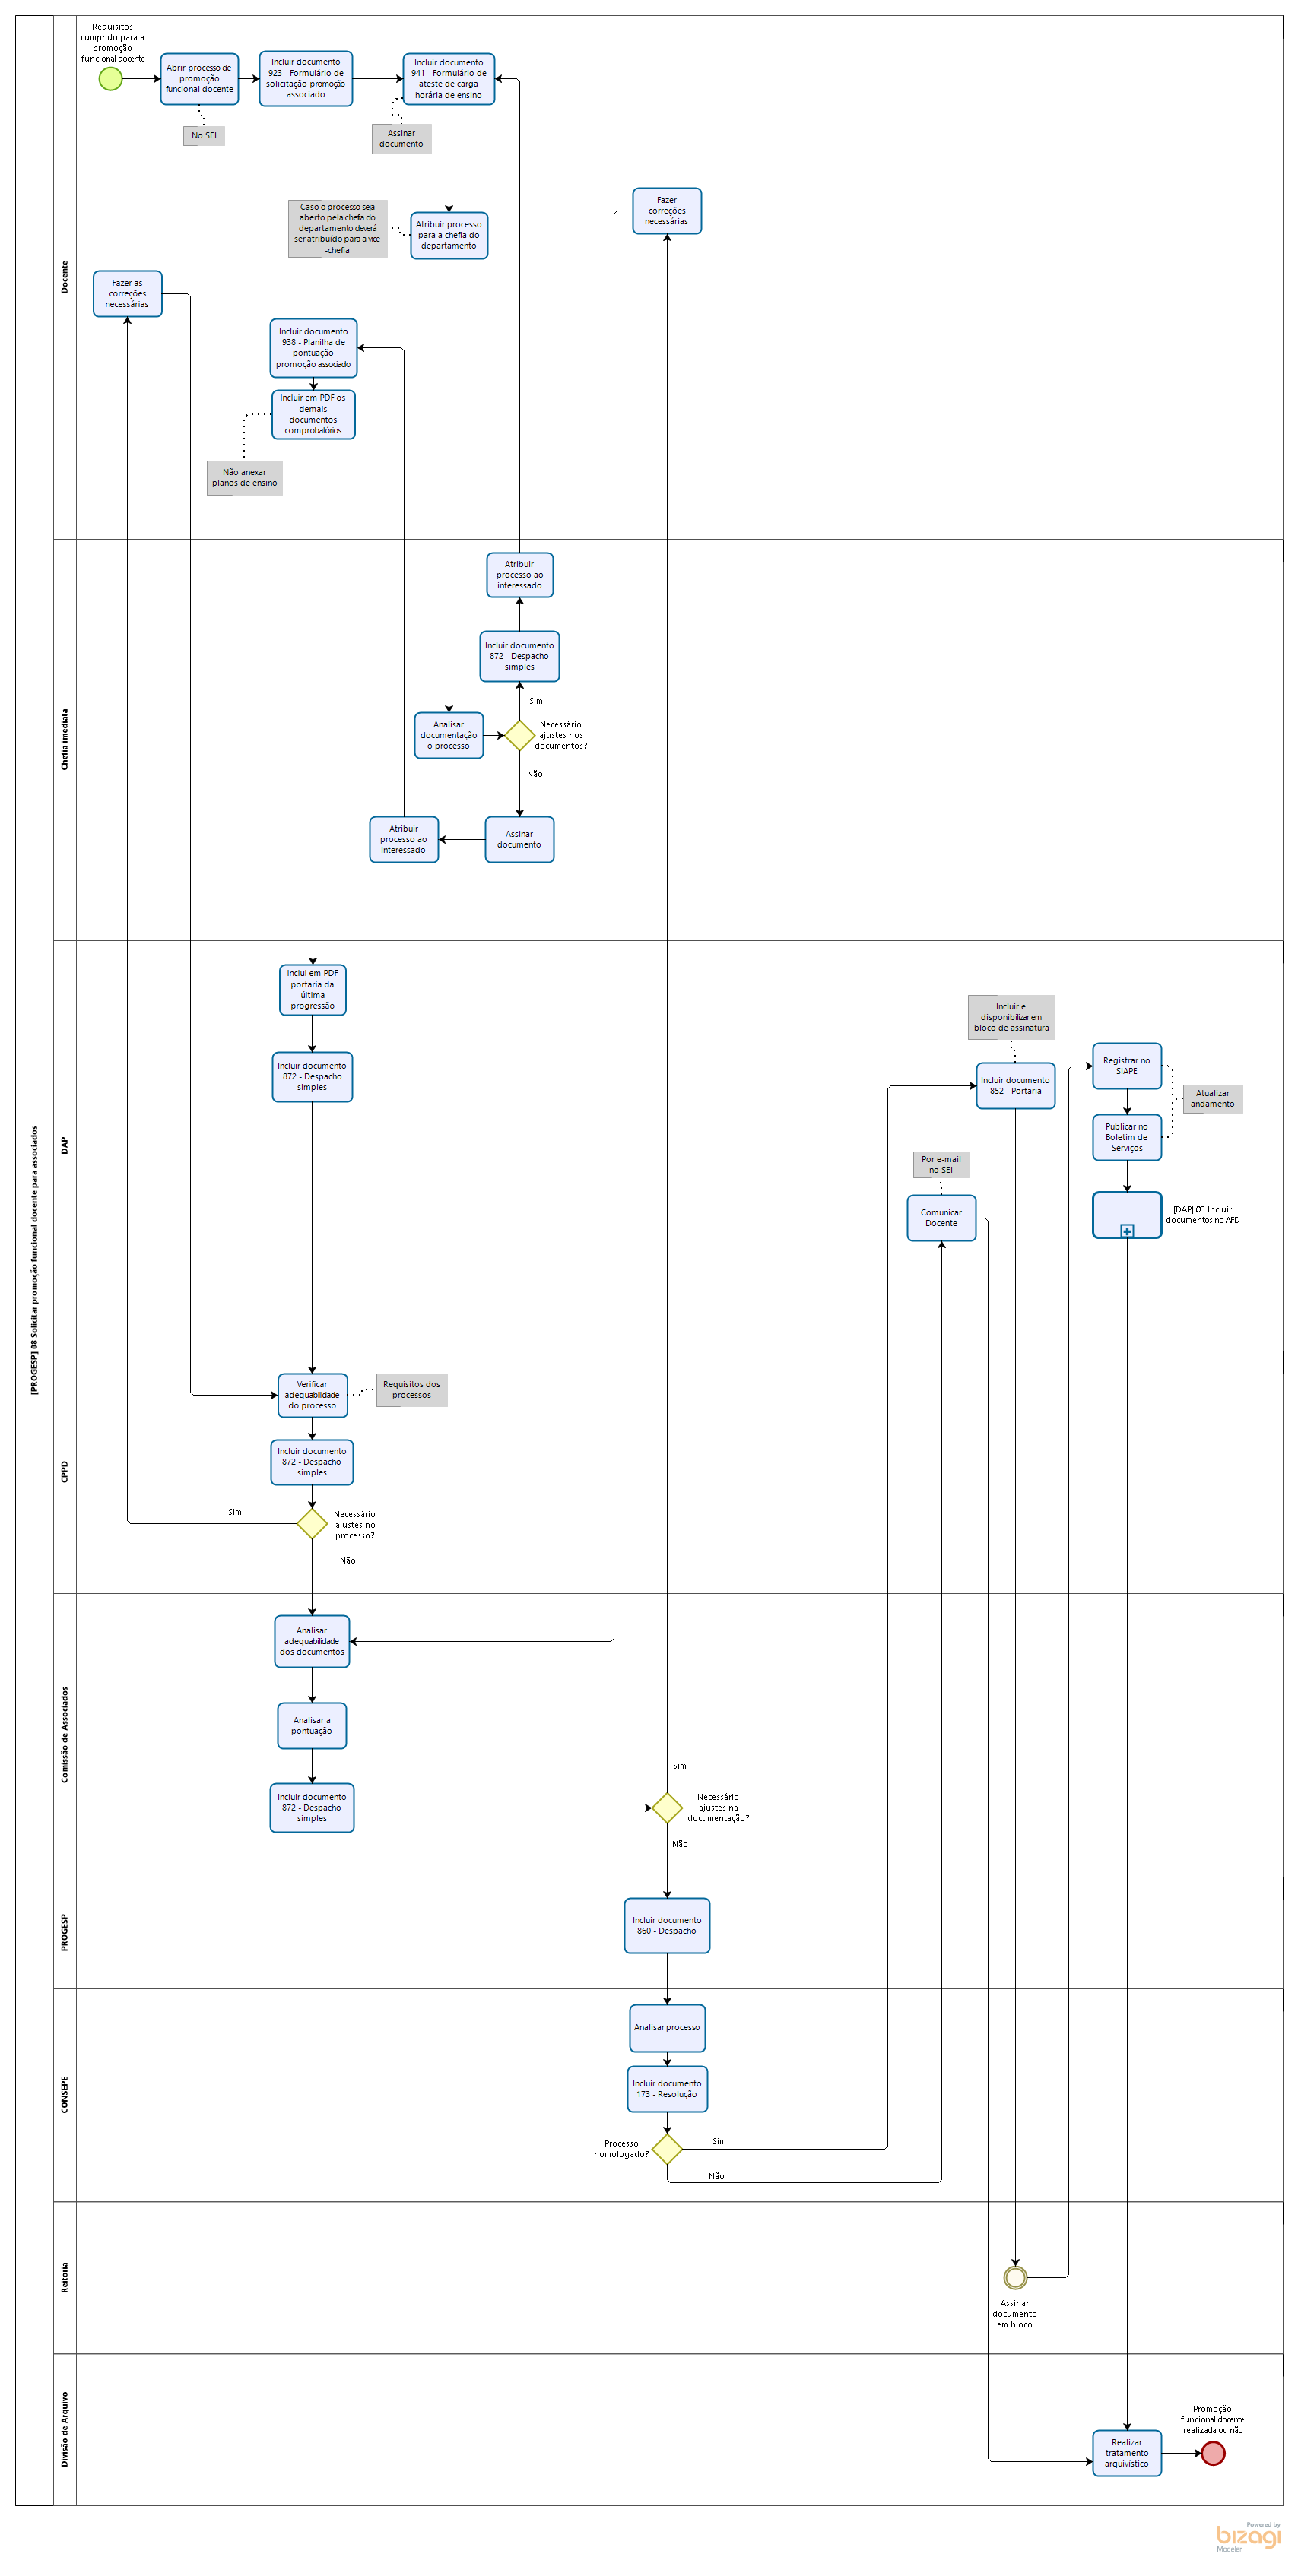 [PROGESP] 08 Solicitar promoção funcional docente para associados
Docente
Requisitos
cumprido para a
promoção
funcional docente
Abrir processo de
promoção
funcional docente
Incluir documento
923 - Formulário de
solicitação promoção
associado
Incluir documento
941 - Formulário de
ateste de carga
horária de ensino
No SEI
Assinar
documento
Caso o processo seja
aberto pela chefia do
departamento deverá
ser atribuído para a vice
-chefia
Atribuir processo
para a chefia do
departamento
Fazer
correções
necessárias
Fazer as
correções
necessárias
Incluir documento
938 - Planilha de
pontuação
promoção associado
Incluir em PDF os
demais
documentos
comprobatórios
Não anexar
planos de ensino
Chefia imediata
Atribuir
processo ao
interessado
Incluir documento
872 - Despacho
simples
Sim
Analisar
documentação
o processo
Necessário
ajustes nos
documentos?
Não
Atribuir
processo ao
interessado
Assinar
documento
DAP
Inclui em PDF
portaria da
última
progressão
Incluir documento
872 - Despacho
simples
Incluir e
disponibilizar em
bloco de assinatura
Incluir documento
852 - Portaria
Registrar no
SIAPE
Atualizar
andamento
Publicar no
Boletim de
Serviços
Por e-mail
no SEI
Comunicar
Docente
[DAP] 08 Incluir
documentos no AFD
CPPD
Verificar
adequabilidade
do processo
Requisitos dos
processos
Incluir documento
872 - Despacho
simples
Sim
Necessário
ajustes no
processo?
Não
Comissão de Associados
Analisar
adequabilidade
dos documentos
Analisar a
pontuação
Incluir documento
872 - Despacho
simples
Sim
Necessário
ajustes na
documentação?
Não
PROGESP
Incluir documento
860 - Despacho
CONSEPE
Analisar processo
Incluir documento
173 - Resolução
Processo
homologado?
Sim
Não
Reitoria
Assinar
documento
em bloco
Divisão de Arquivo
Realizar
tratamento
arquivístico
Promoção
funcional docente
realizada ou não
Powered by
bizagi
Modeler